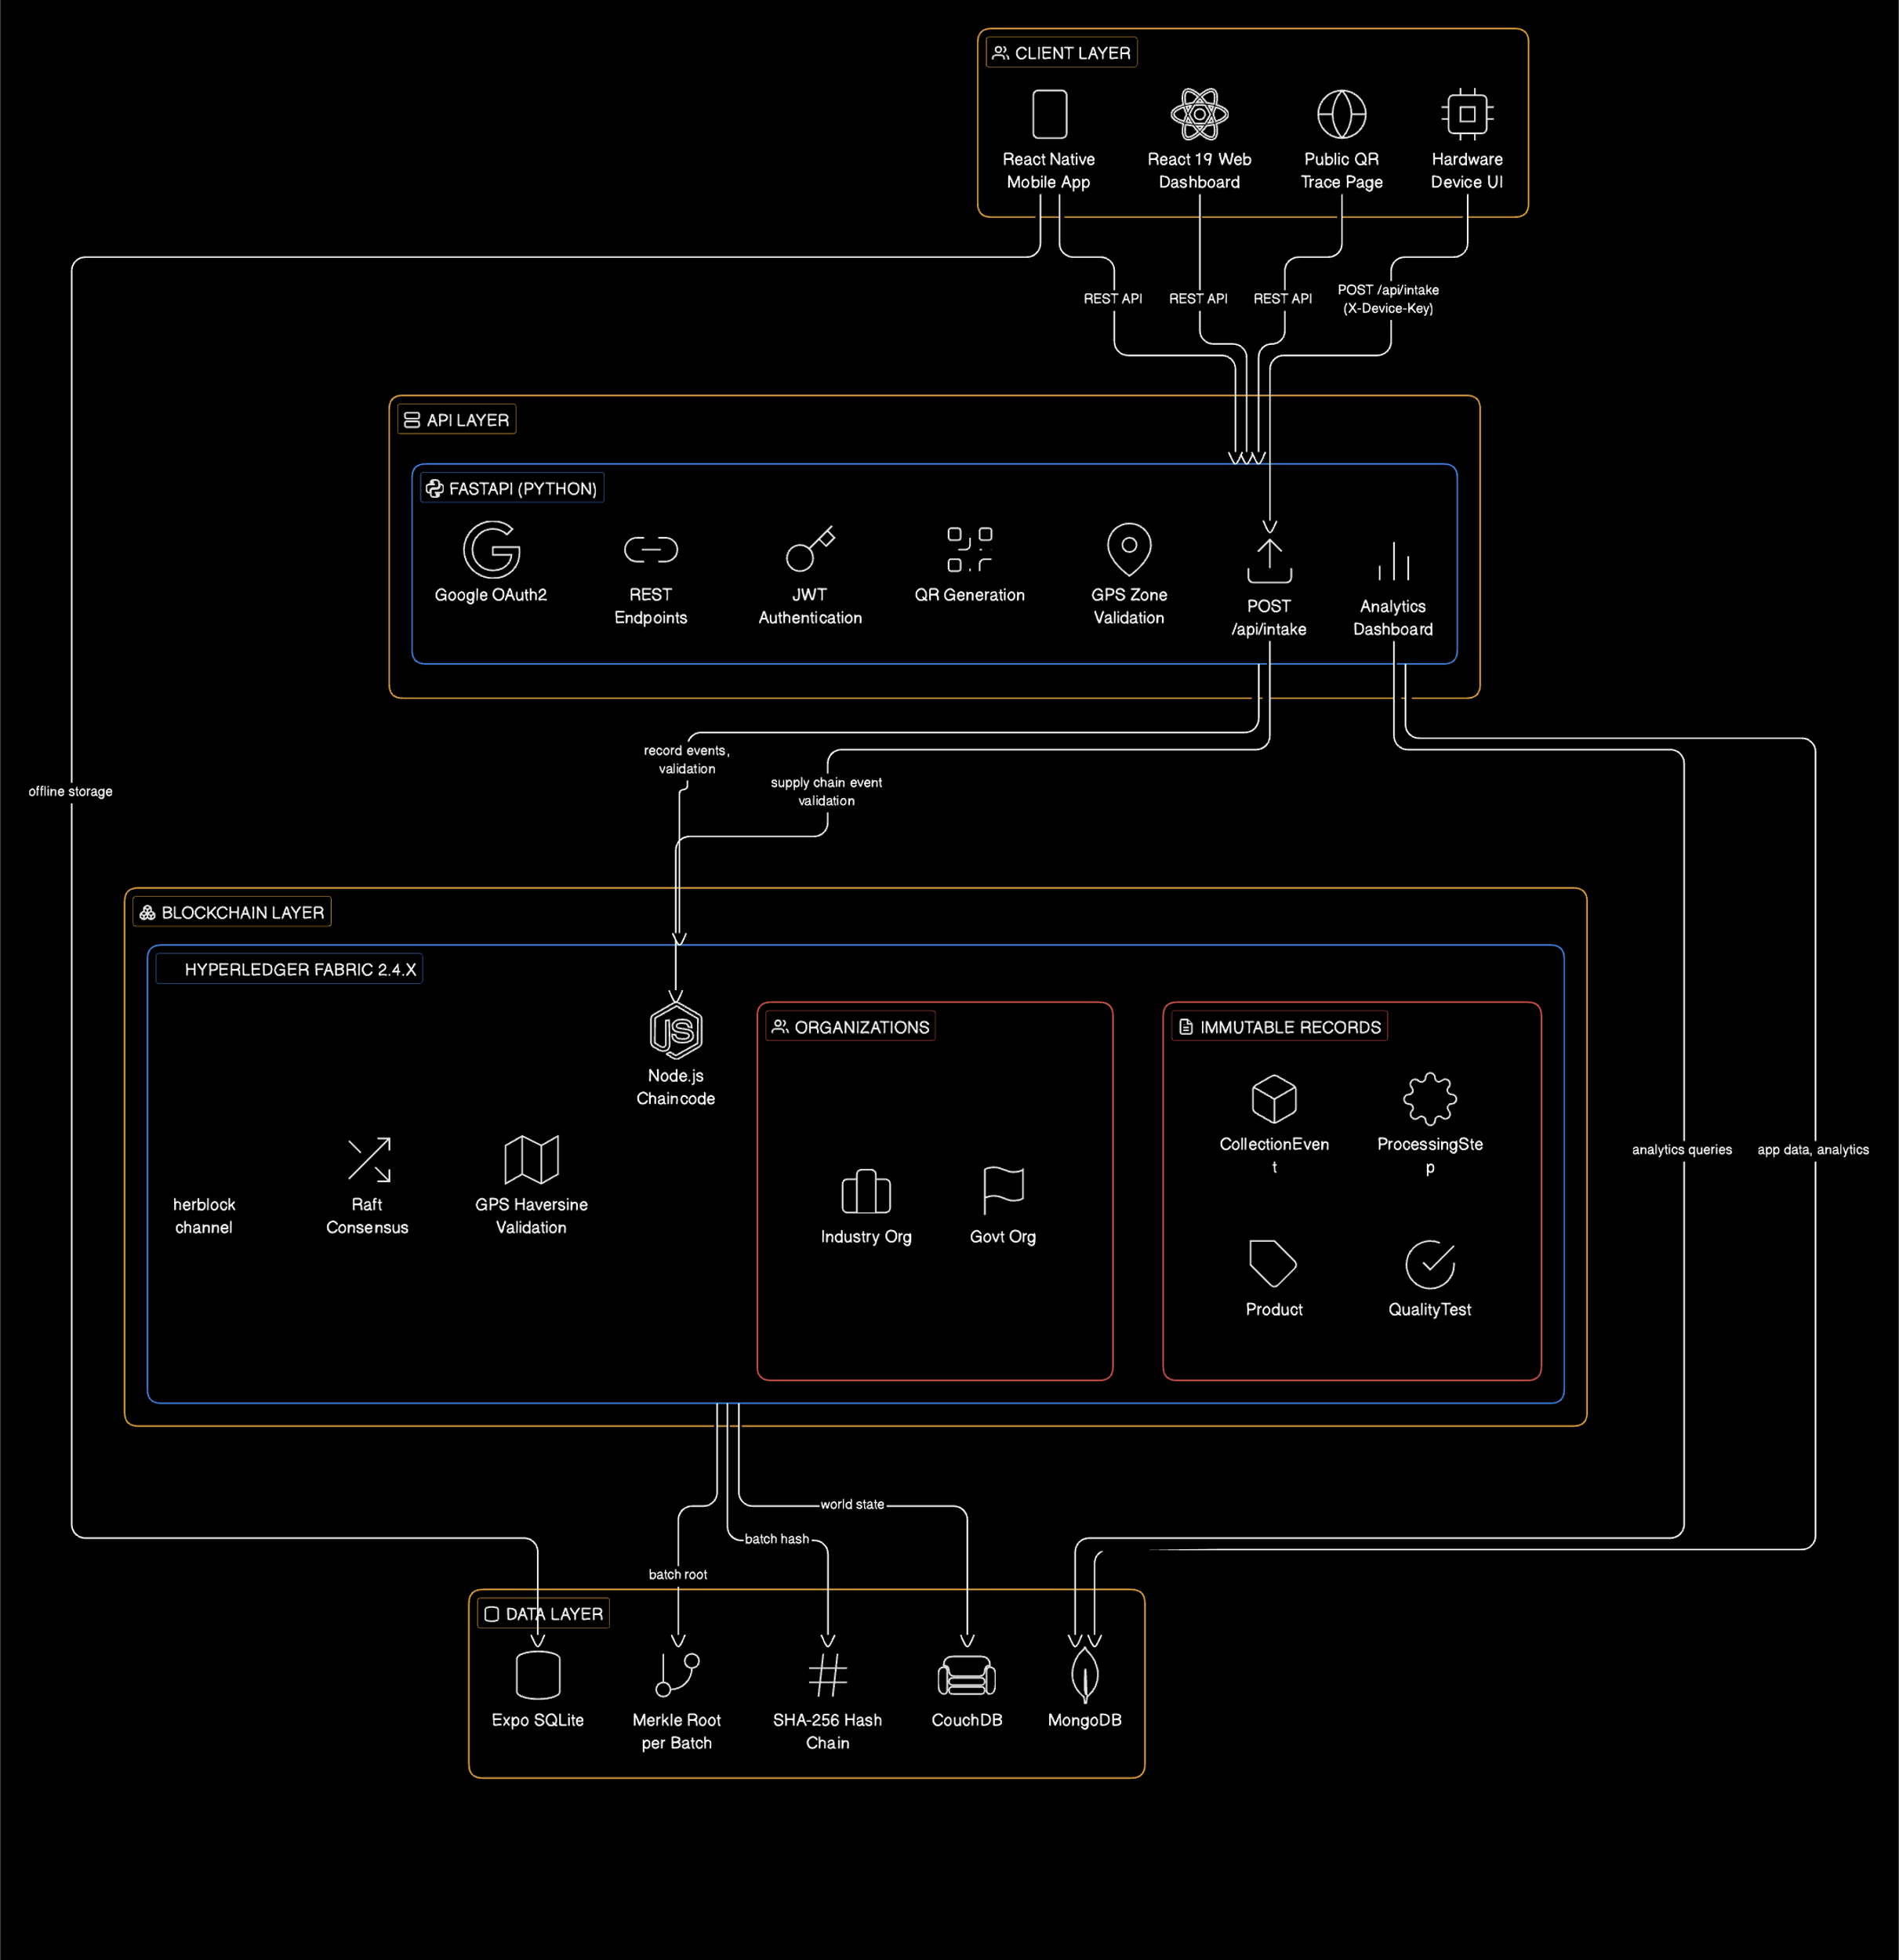 CLIENT LAYER
React Native
Mobile App
React 19 Web
Dashboard
Public QR
Trace Page
Hardware
Device UI
REST API
REST API
REST API
POST /api/intake
(X-Device-Key)
API LAYER
FASTAPI (PYTHON)
Google OAuth2
REST
Endpoints
JWT
Authentication
QR Generation
GPS Zone
Validation
POST
/api/intake
Analytics
Dashboard
record events,
validation
supply chain event
validation
offline storage
BLOCKCHAIN LAYER
HYPERLEDGER FABRIC 2.4.X
herblock
channel
Raft
Consensus
GPS Haversine
Validation
JS
Node.js
Chaincode
ORGANIZATIONS
Industry Org
Govt Org
IMMUTABLE RECORDS
CollectionEven
t
ProcessingSte
p
Product
QualityTest
analytics queries
app data, analytics
world state
batch hash
batch root
DATA LAYER
Expo SQLite
Merkle Root
per Batch
SHA-256 Hash
Chain
CouchDB
MongoDB